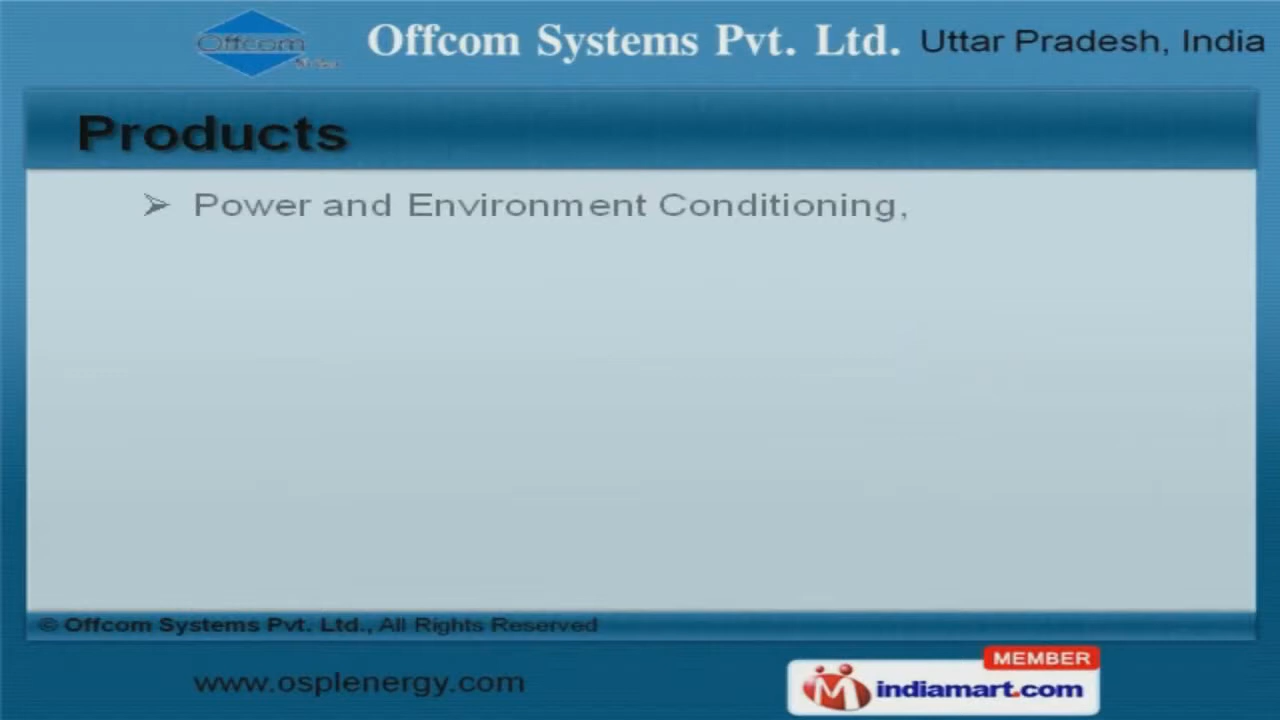 Offcom
Offcom Systems Pvt. Ltd. Uttar Pradesh, India
Products
➢ Power and Environment Conditioning,
© Offcom Systems Pvt. Ltd., All Rights Reserved
www.osplenergy.com
MEMBER
indiamart.com